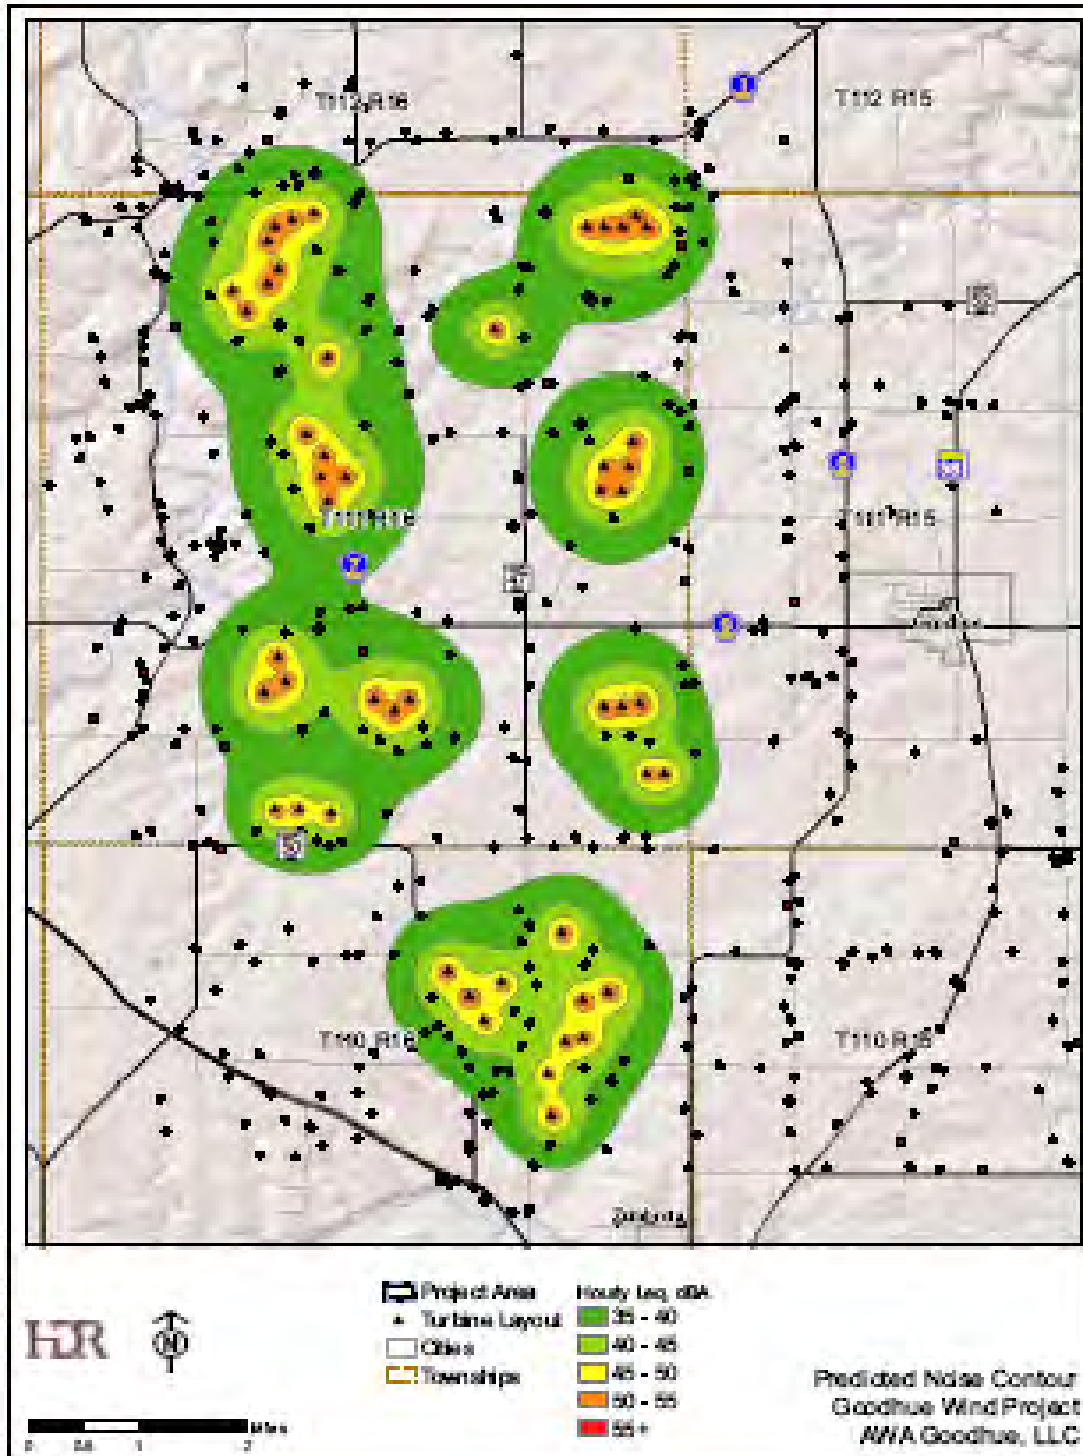 T112 R16
T112 R15
T111 R16
T111 R15
T110 R16
T110 R15
HDR
N
Project Area
Turbine Layout
Cities
Townships
Hourly Leq, dBA
35 - 40
40 - 45
45 - 50
50 - 55
55+
0 0.5 1 2 Miles
Predicted Noise Contour
Goodhue Wind Project
AWA Goodhue, LLC